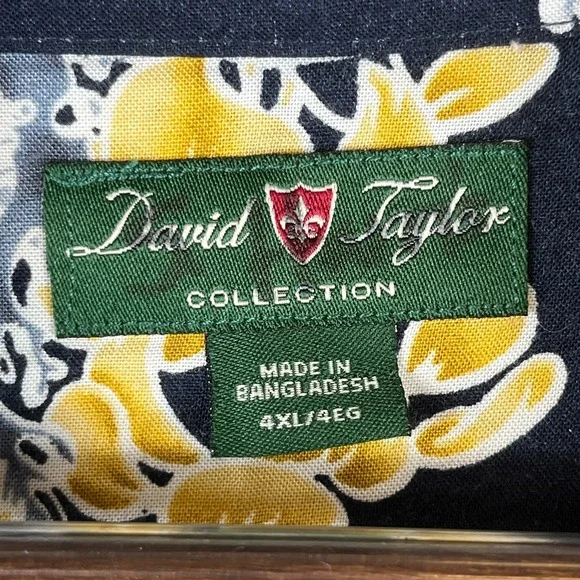 David Taylor
COLLECTION
MADE IN
BANGLADESH
4XL/4EG